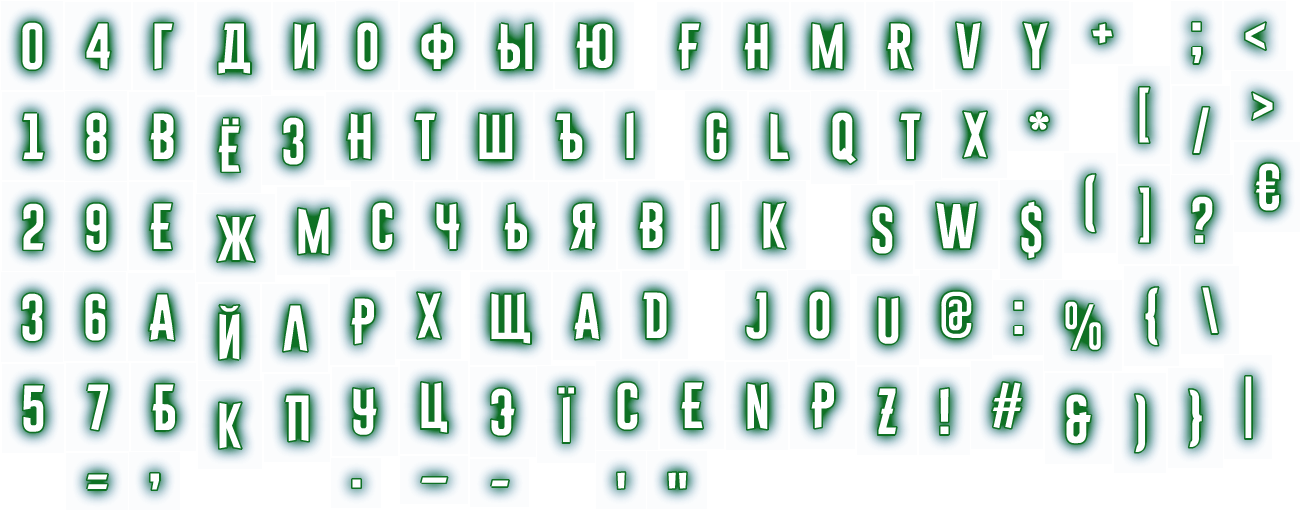 0 4 Г Д И О Ф Ы Ю F H M R V Y + ; <
1 8 В Ё З Н Т Ш Ъ І G L Q T X * [ / >
2 9 Е Ж М С Ч Ь Я B I K S W $ ( ] ? €
3 6 А Й Л Р Х Щ A D J O U @ : % { \
5 7 Б К П У Ц Э Ї C E N P Z ! # & ) } |
= , . — - ' "